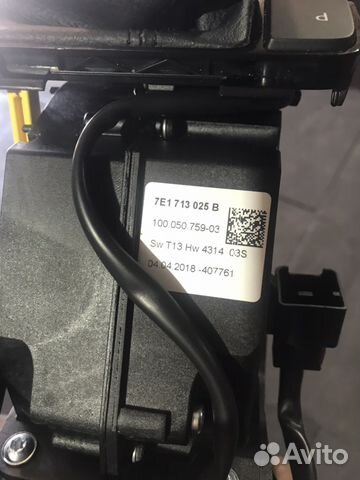 P
7E1 713 025 B
100.050.759-03
Sw T13 Hw 4314 03S
04.04.2018 -407761
Avito